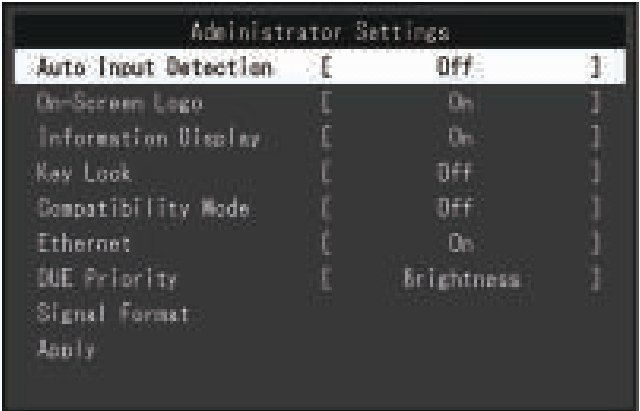 Administrator Settings
Auto Input Detection [ Off ]
On-Screen Logo [ On ]
Information Display [ On ]
Key Lock [ Off ]
Compatibility Mode [ Off ]
Ethernet [ On ]
DUE Priority [ Brightness ]
Signal Format
Apply